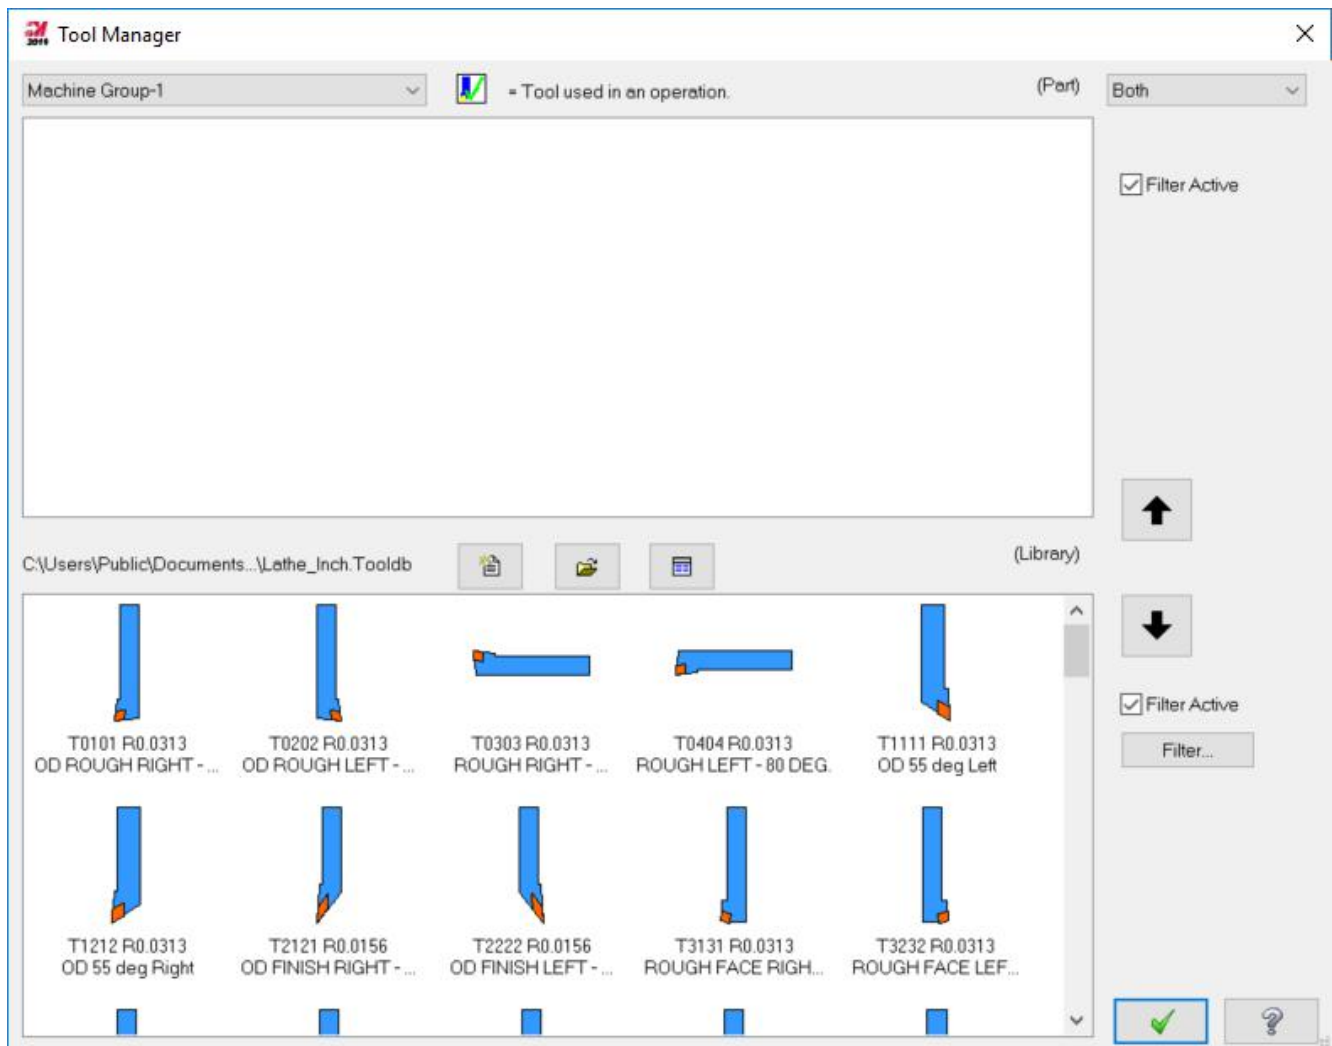 Tool Manager
Machine Group-1
= Tool used in an operation.
(Part)
Both
Filter Active
C:\Users\Public\Documents...\Lathe_Inch.Tooldb
(Library)
T0101 R0.0313
OD ROUGH RIGHT - ...
T0202 R0.0313
OD ROUGH LEFT - ...
T0303 R0.0313
ROUGH RIGHT - ...
T0404 R0.0313
ROUGH LEFT - 80 DEG.
T1111 R0.0313
OD 55 deg Left
Filter Active
Filter...
T1212 R0.0313
OD 55 deg Right
T2121 R0.0156
OD FINISH RIGHT - ...
T2222 R0.0156
OD FINISH LEFT - ...
T3131 R0.0313
ROUGH FACE RIGH...
T3232 R0.0313
ROUGH FACE LEF...